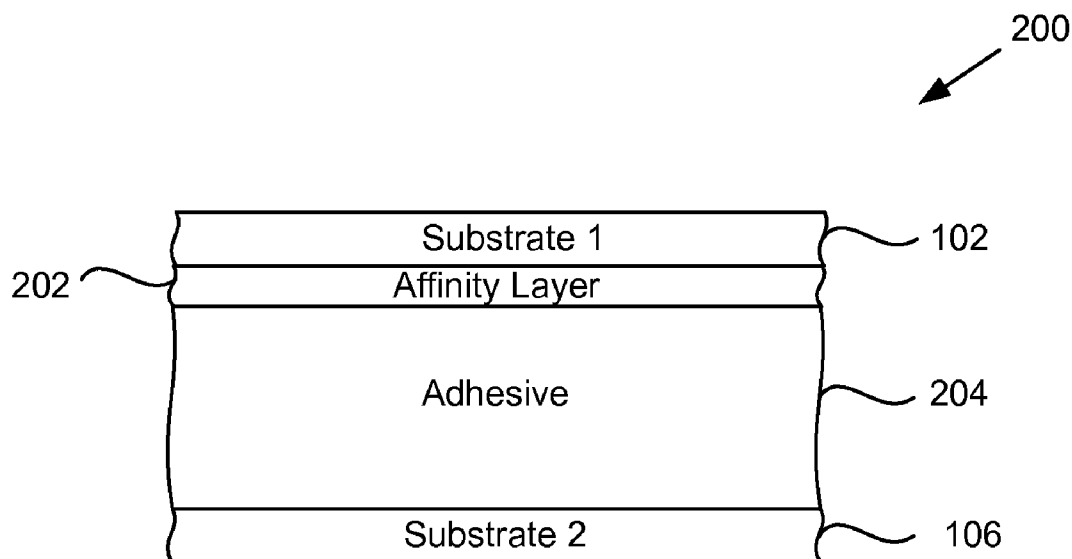 200
Substrate 1
102
202
Affinity Layer
Adhesive
204
Substrate 2
106